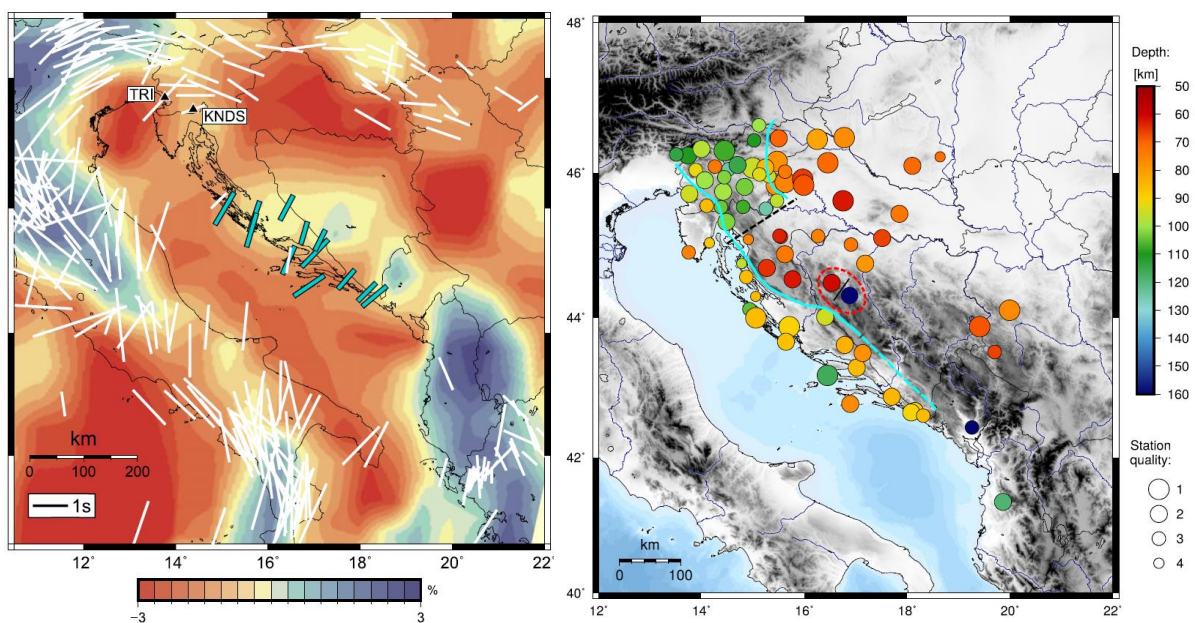 TRI
KNDS
km
0 100 200
1s
12˚ 14˚ 16˚ 18˚ 20˚ 22˚
%
−3 3
48˚
46˚
44˚
42˚
40˚
12˚ 14˚ 16˚ 18˚ 20˚ 22˚
km
0 100
Depth:
[km]
50
60
70
80
90
100
110
120
130
140
150
160
Station
quality:
1
2
3
4